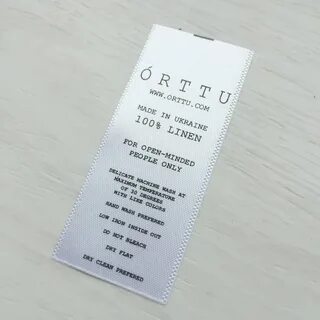 ÓRTTU
WWW.ORTTU.COM
MADE IN UKRAINE
100% LINEN
FOR OPEN-MINDED
PEOPLE ONLY
DELICATE MACHINE WASH AT
MAXIMUM TEMPERATURE
OF 30 DEGREES
WITH LIKE COLORS
HAND WASH PREFERED
LOW IRON INSIDE OUT
DO NOT BLEACH
DRY FLAT
DRY CLEAN PREFERED